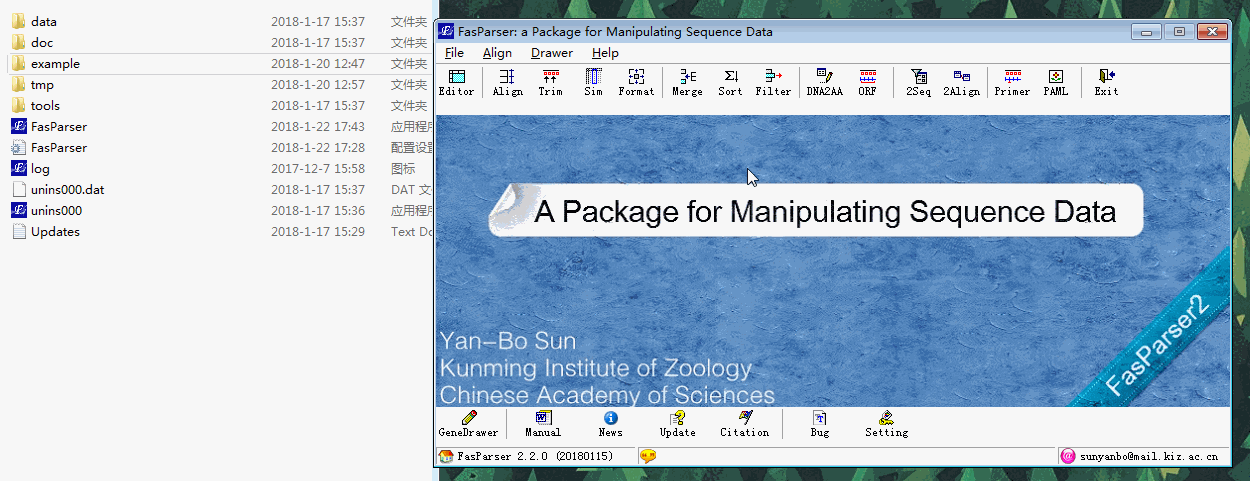 data 2018-1-17 15:37 文件夹
doc 2018-1-17 15:37 文件夹
example 2018-1-20 12:47 文件夹
tmp 2018-1-20 12:57 文件夹
tools 2018-1-17 15:37 文件夹
FasParser 2018-1-22 17:43 应用程序
FasParser 2018-1-22 17:28 配置设置
log 2017-12-7 15:58 图标
unins000.dat 2018-1-17 15:37 DAT 文
unins000 2018-1-17 15:36 应用程序
Updates 2018-1-17 15:29 Text Do
FasParser: a Package for Manipulating Sequence Data
File Align Drawer Help
Editor Align Trim Sim Format Merge Sort Filter DNA2AA ORF 2Seq 2Align Primer PAML Exit
A Package for Manipulating Sequence Data
Yan-Bo Sun
Kunming Institute of Zoology
Chinese Academy of Sciences
FasParser2
GeneDrawer Manual News Update Citation Bug Setting
FasParser 2.2.0 (20180115) sunyanbo@mail.kiz.ac.cn